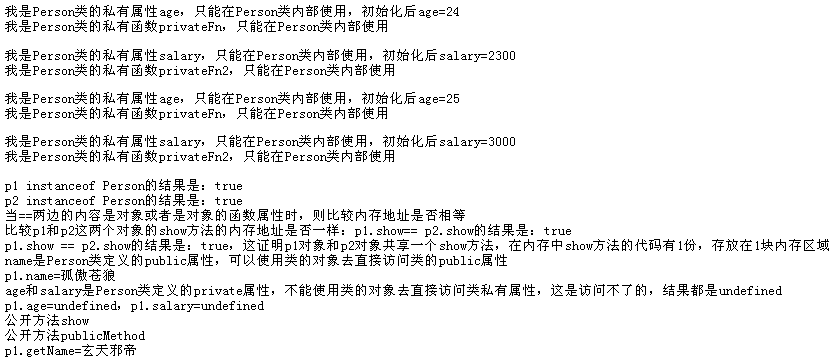 我是Person类的私有属性age，只能在Person类内部使用，初始化后age=24
我是Person类的私有函数privateFn，只能在Person类内部使用
我是Person类的私有属性salary，只能在Person类内部使用，初始化后salary=2300
我是Person类的私有函数privateFn2，只能在Person类内部使用
我是Person类的私有属性age，只能在Person类内部使用，初始化后age=25
我是Person类的私有函数privateFn，只能在Person类内部使用
我是Person类的私有属性salary，只能在Person类内部使用，初始化后salary=3000
我是Person类的私有函数privateFn2，只能在Person类内部使用
p1 instanceof Person的结果是：true
p2 instanceof Person的结果是：true
当==两边的内容是对象或者是对象的函数属性时，则比较内存地址是否相等
比较p1和p2这两个对象的show方法的内存地址是否一样：p1.show== p2.show的结果是：true
p1.show == p2.show的结果是：true，这证明p1对象和p2对象共享一个show方法，在内存中show方法的代码有1份，存放在1块内存区域
name是Person类定义的public属性，可以使用类的对象去直接访问类的public属性
p1.name=孤傲苍狼
age和salary是Person类定义的private属性，不能使用类的对象去直接访问类私有属性，这是访问不了的，结果都是undefined
p1.age=undefined，p1.salary=undefined
公开方法show
公开方法publicMethod
p1.getName=玄天邪帝